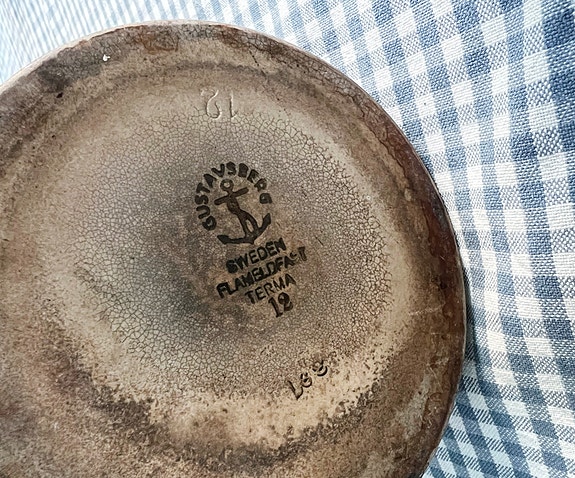 12
GUSTAVSBERG
SWEDEN
FLAMELDFAST
TERMA
12